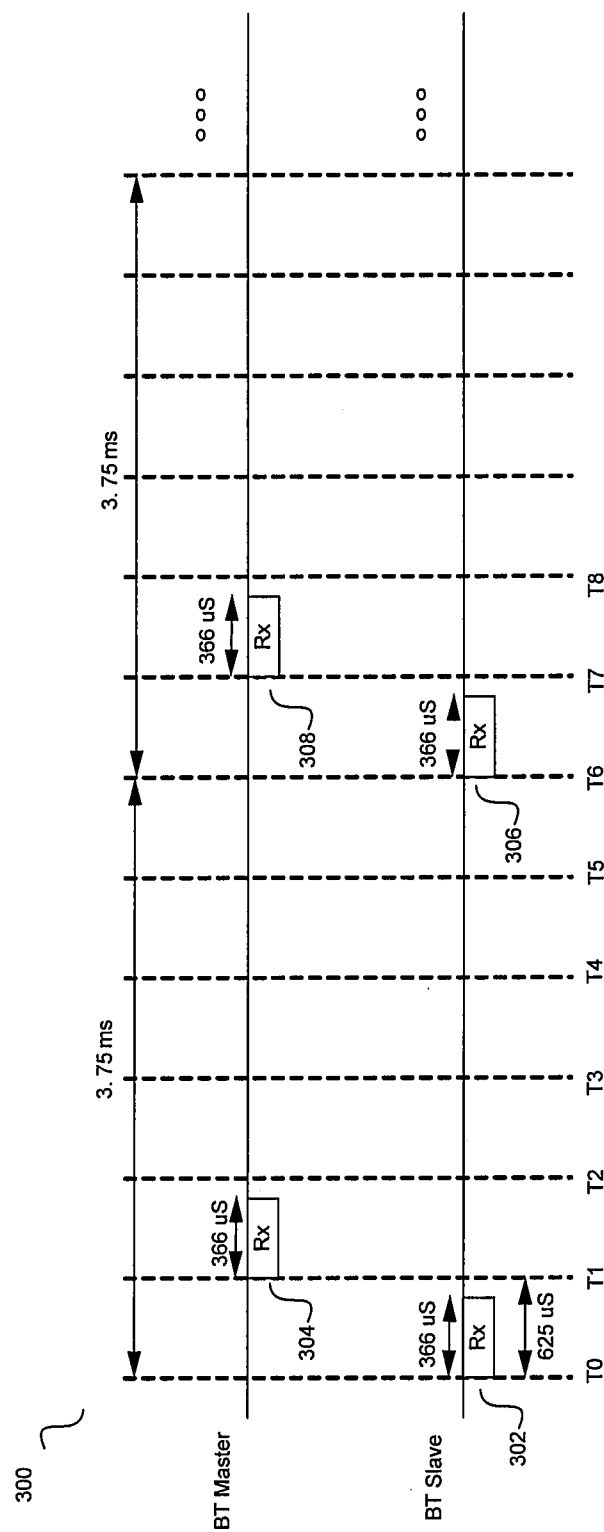 300
3. 75 ms
3. 75 ms
BT Master
366 uS
Rx
304
366 uS
Rx
308
o o o
BT Slave
366 uS
Rx
302
625 uS
366 uS
Rx
306
o o o
T0
T1
T2
T3
T4
T5
T6
T7
T8